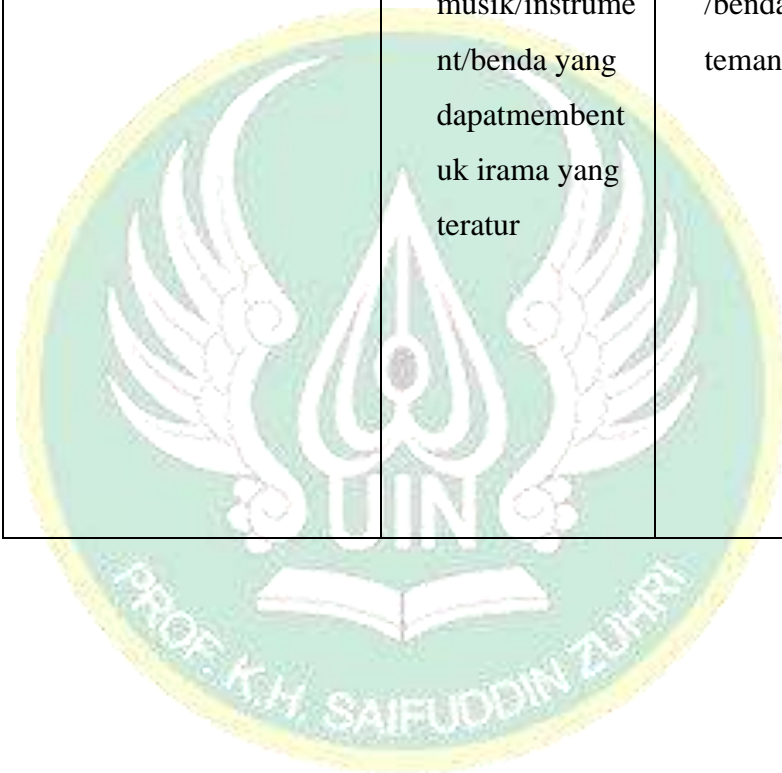 musik/instrume
nt/benda yang
dapatmembent
uk irama yang
teratur
/benda
teman
UIN
PROF. K.H. SAIFUDDIN ZUHRI